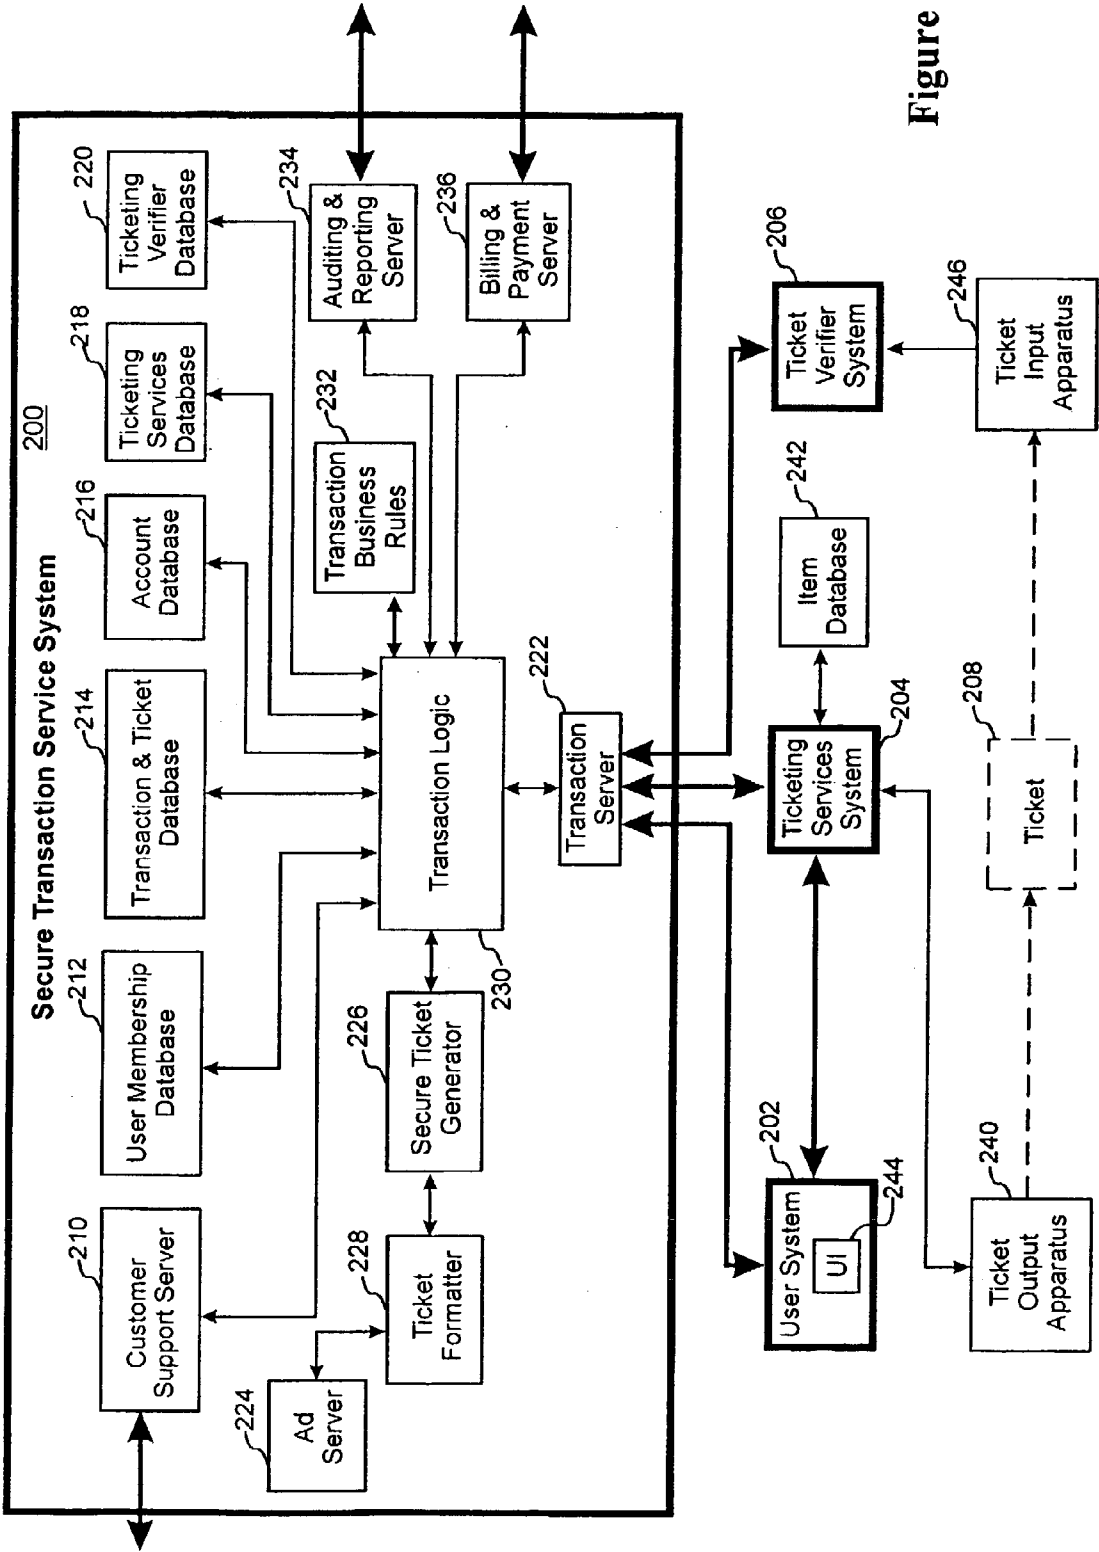 Secure Transaction Service System
200
210
Customer
Support Server
212
User Membership
Database
214
Transaction & Ticket
Database
216
Account
Database
218
Ticketing
Services
Database
220
Ticketing
Verifier
Database
224
Ad
Server
228
Ticket
Formatter
226
Secure Ticket
Generator
230
Transaction Logic
232
Transaction
Business
Rules
234
Auditing &
Reporting
Server
236
Billing &
Payment
Server
222
Transaction
Server
202
User System
UI
244
204
Ticketing
Services
System
242
Item
Database
206
Ticket
Verifier
System
240
Ticket
Output
Apparatus
208
Ticket
246
Ticket
Input
Apparatus
Figure